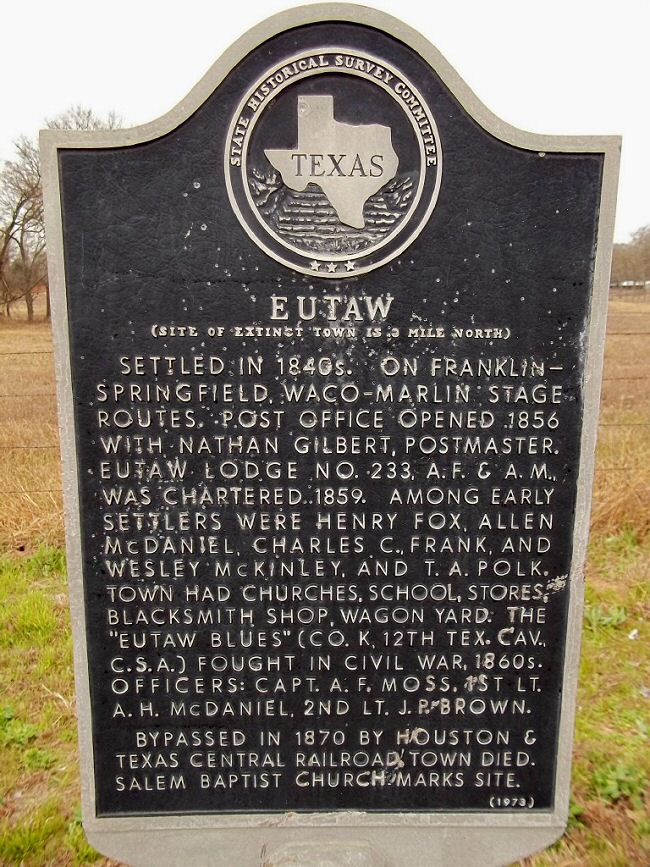 STATE HISTORICAL SURVEY COMMITTEE
TEXAS
EUTAW
(SITE OF EXTINCT TOWN IS .3 MILE NORTH)
SETTLED IN 1840s. ON FRANKLIN-
SPRINGFIELD, WACO-MARLIN STAGE
ROUTES. POST OFFICE OPENED 1856
WITH NATHAN GILBERT, POSTMASTER.
EUTAW LODGE NO. 233, A.F. & A.M.,
WAS CHARTERED 1859. AMONG EARLY
SETTLERS WERE HENRY FOX, ALLEN
McDANIEL, CHARLES C., FRANK, AND
WESLEY McKINLEY, AND T. A. POLK.
TOWN HAD CHURCHES, SCHOOL, STORES,
BLACKSMITH SHOP, WAGON YARD. THE
"EUTAW BLUES" (CO. K, 12TH TEX. CAV.,
C.S.A.) FOUGHT IN CIVIL WAR, 1860s.
OFFICERS: CAPT. A. F. MOSS, 1ST LT.
A. H. McDANIEL, 2ND LT. J. P. BROWN.
BYPASSED IN 1870 BY HOUSTON &
TEXAS CENTRAL RAILROAD, TOWN DIED.
SALEM BAPTIST CHURCH MARKS SITE.
(1973)